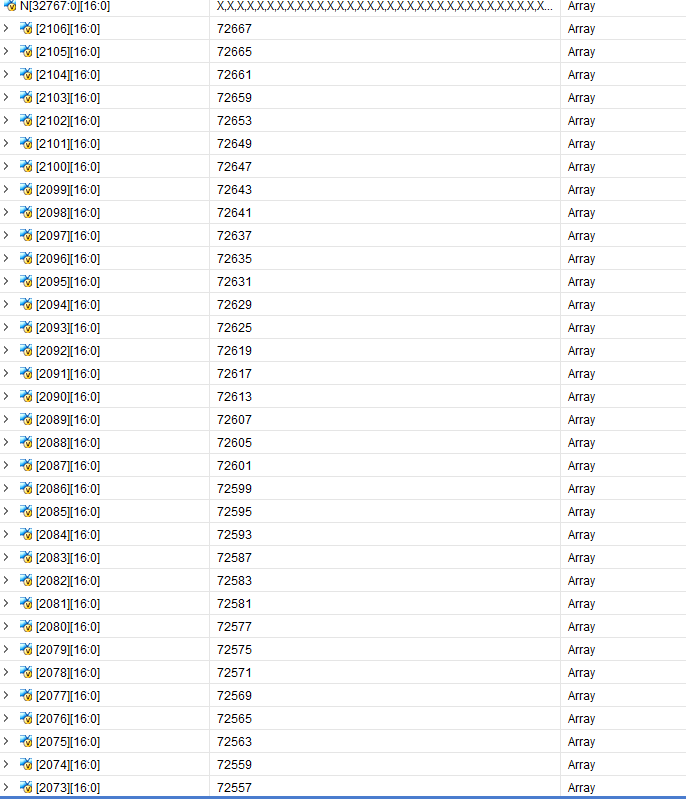 N[32767:0][16:0] X,X,X,X,X,X,X,X,X,X,X,X,X,X,X,X,X,X,X,X,X,X,X,X,X,X,X,X,X,X,X,X,X... Array
[2106][16:0] 72667 Array
[2105][16:0] 72665 Array
[2104][16:0] 72661 Array
[2103][16:0] 72659 Array
[2102][16:0] 72653 Array
[2101][16:0] 72649 Array
[2100][16:0] 72647 Array
[2099][16:0] 72643 Array
[2098][16:0] 72641 Array
[2097][16:0] 72637 Array
[2096][16:0] 72635 Array
[2095][16:0] 72631 Array
[2094][16:0] 72629 Array
[2093][16:0] 72625 Array
[2092][16:0] 72619 Array
[2091][16:0] 72617 Array
[2090][16:0] 72613 Array
[2089][16:0] 72607 Array
[2088][16:0] 72605 Array
[2087][16:0] 72601 Array
[2086][16:0] 72599 Array
[2085][16:0] 72595 Array
[2084][16:0] 72593 Array
[2083][16:0] 72587 Array
[2082][16:0] 72583 Array
[2081][16:0] 72581 Array
[2080][16:0] 72577 Array
[2079][16:0] 72575 Array
[2078][16:0] 72571 Array
[2077][16:0] 72569 Array
[2076][16:0] 72565 Array
[2075][16:0] 72563 Array
[2074][16:0] 72559 Array
[2073][16:0] 72557 Array